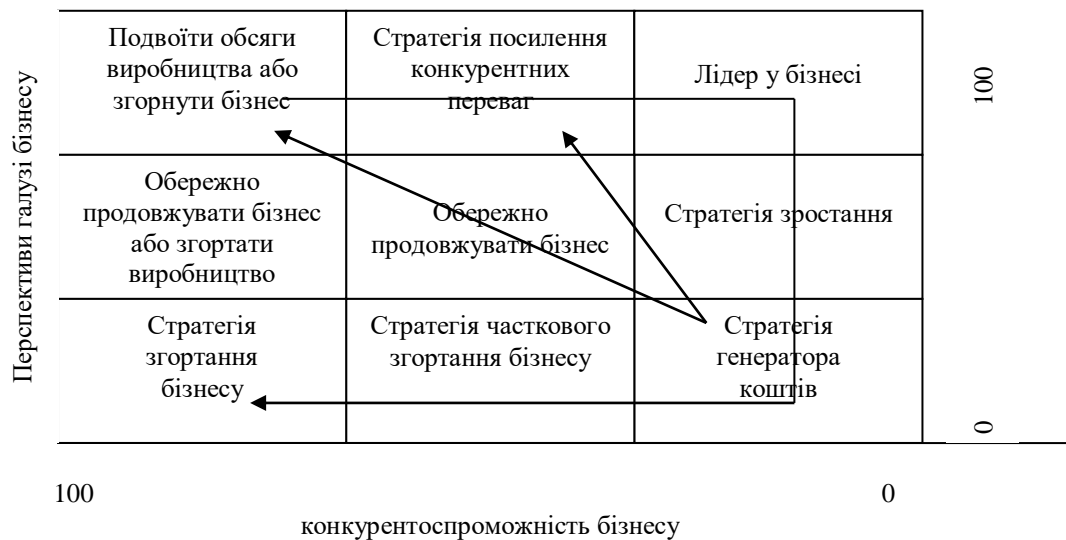 Подвоїти обсяги
виробництва або
згорнути бізнес
Стратегія посилення
конкурентних
переваг
Лідер у бізнесі
Обережно
продовжувати бізнес
або згортати
виробництво
Обережно
продовжувати бізнес
Стратегія зростання
Стратегія
згортання
бізнесу
Стратегія часткового
згортання бізнесу
Стратегія
генератора
коштів
Перспективи галузі бізнесу
100
0
100
0
конкурентоспроможність бізнесу